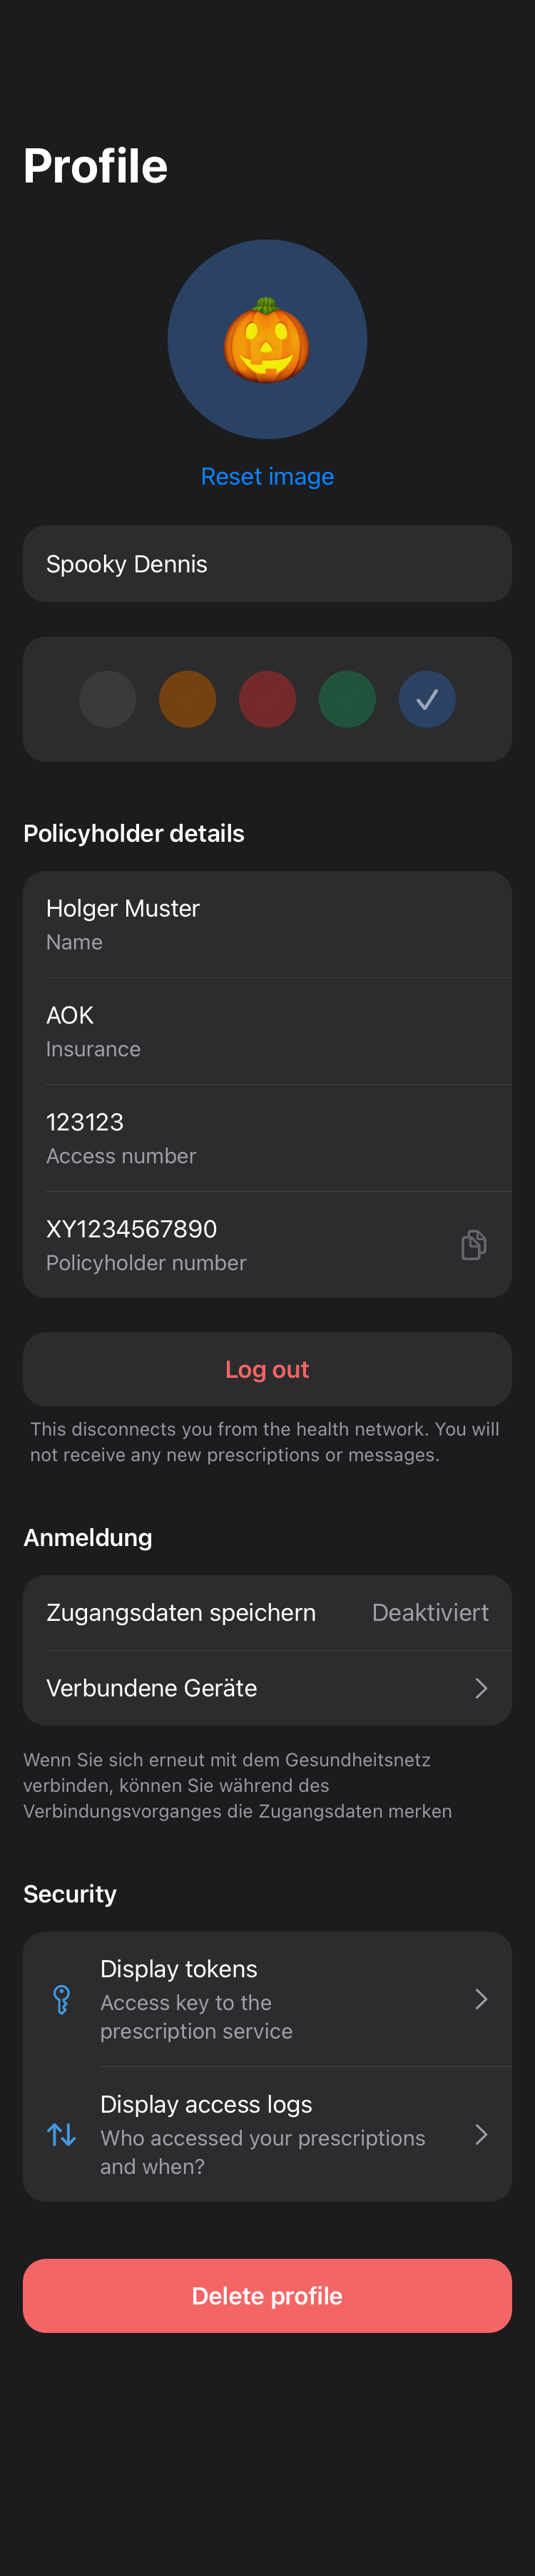 Profile
Reset image
Spooky Dennis
Policyholder details
Holger Muster
Name
AOK
Insurance
123123
Access number
XY1234567890
Policyholder number
Log out
This disconnects you from the health network. You will
not receive any new prescriptions or messages.
Anmeldung
Zugangsdaten speichern Deaktiviert
Verbundene Geräte
Wenn Sie sich erneut mit dem Gesundheitsnetz
verbinden, können Sie während des
Verbindungsvorganges die Zugangsdaten merken
Security
Display tokens
Access key to the
prescription service
Display access logs
Who accessed your prescriptions
and when?
Delete profile